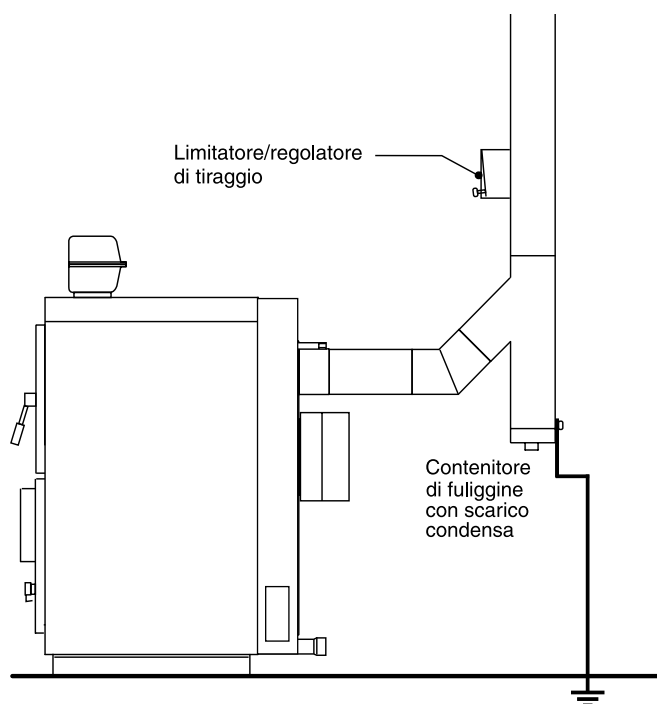 Limitatore/regolatore
di tiraggio
Contenitore
di fuliggine
con scarico
condensa